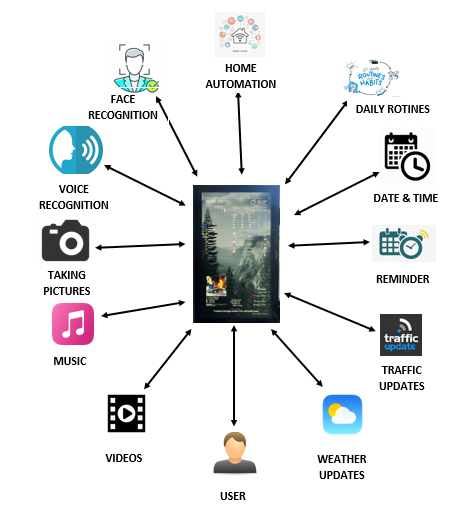 HOME
AUTOMATION
FACE
RECOGNITION
ROUTINES
HABITS
DAILY ROTINES
VOICE
RECOGNITION
DATE & TIME
TAKING
PICTURES
REMINDER
MUSIC
traffic
update
TRAFFIC
UPDATES
VIDEOS
WEATHER
UPDATES
USER